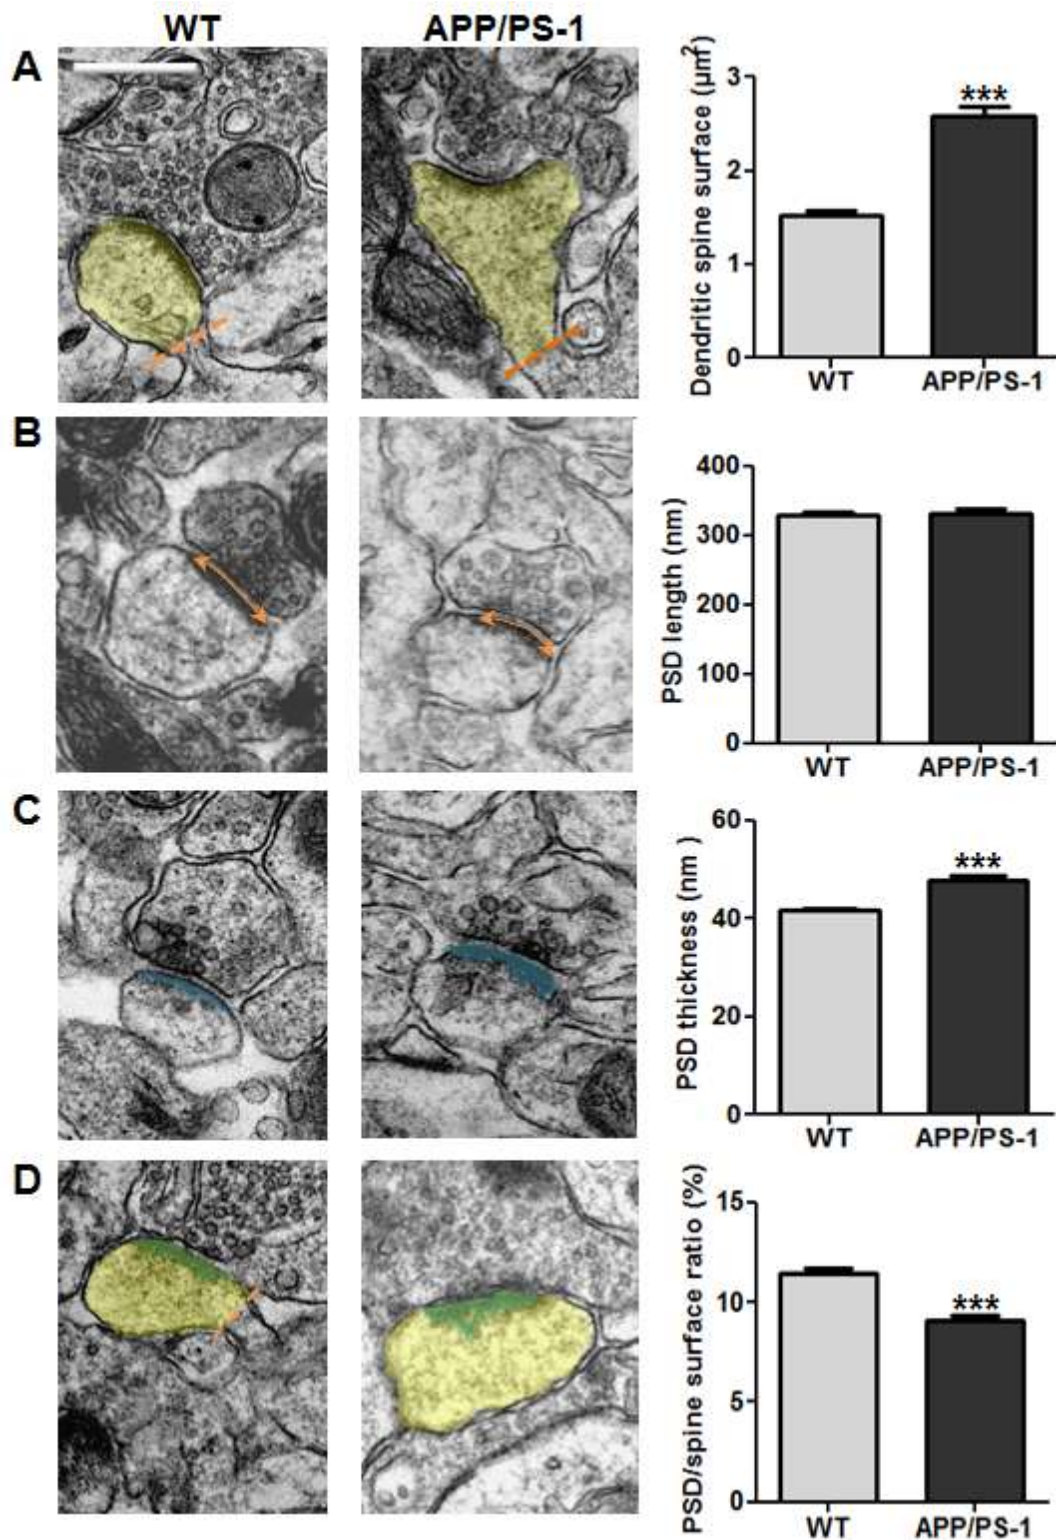 WT APP/PS-1
A
Dendritic spine surface (µm²)
3
2
1
0
***
WT APP/PS-1
B
PSD length (nm)
400
300
200
100
0
WT APP/PS-1
C
PSD thickness (nm)
60
40
20
0
***
WT APP/PS-1
D
PSD/spine surface ratio (%)
15
10
5
0
***
WT APP/PS-1